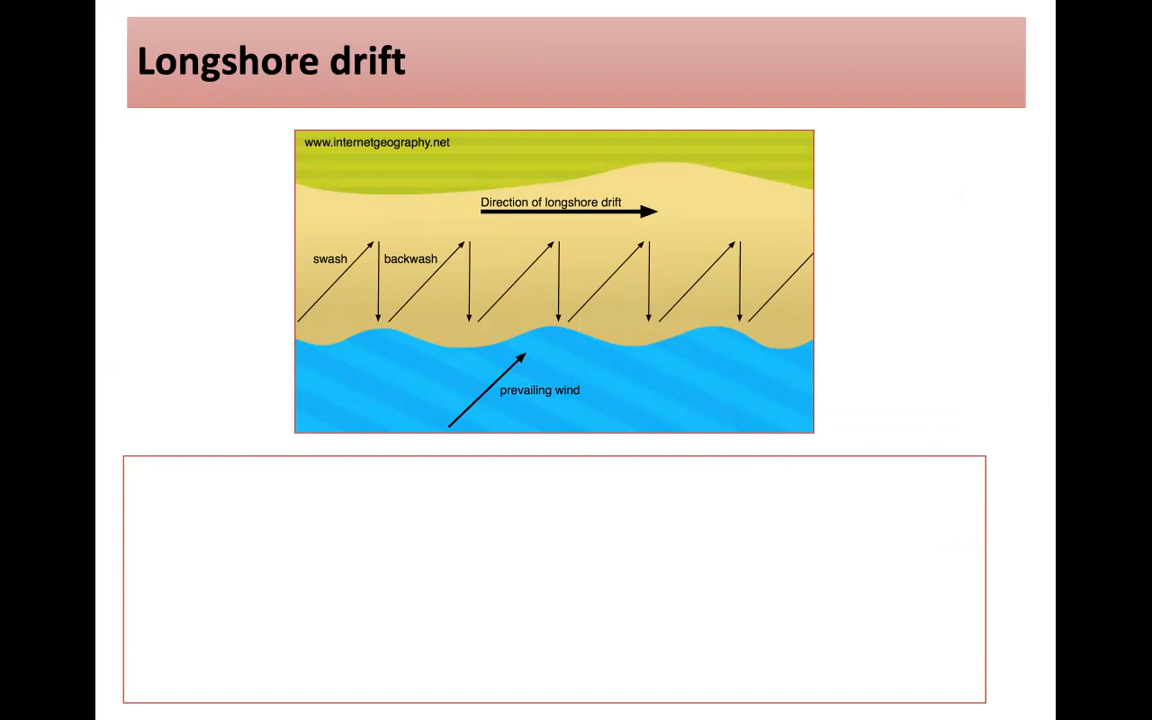 Longshore drift
www.internetgeography.net
Direction of longshore drift
swash
backwash
prevailing wind